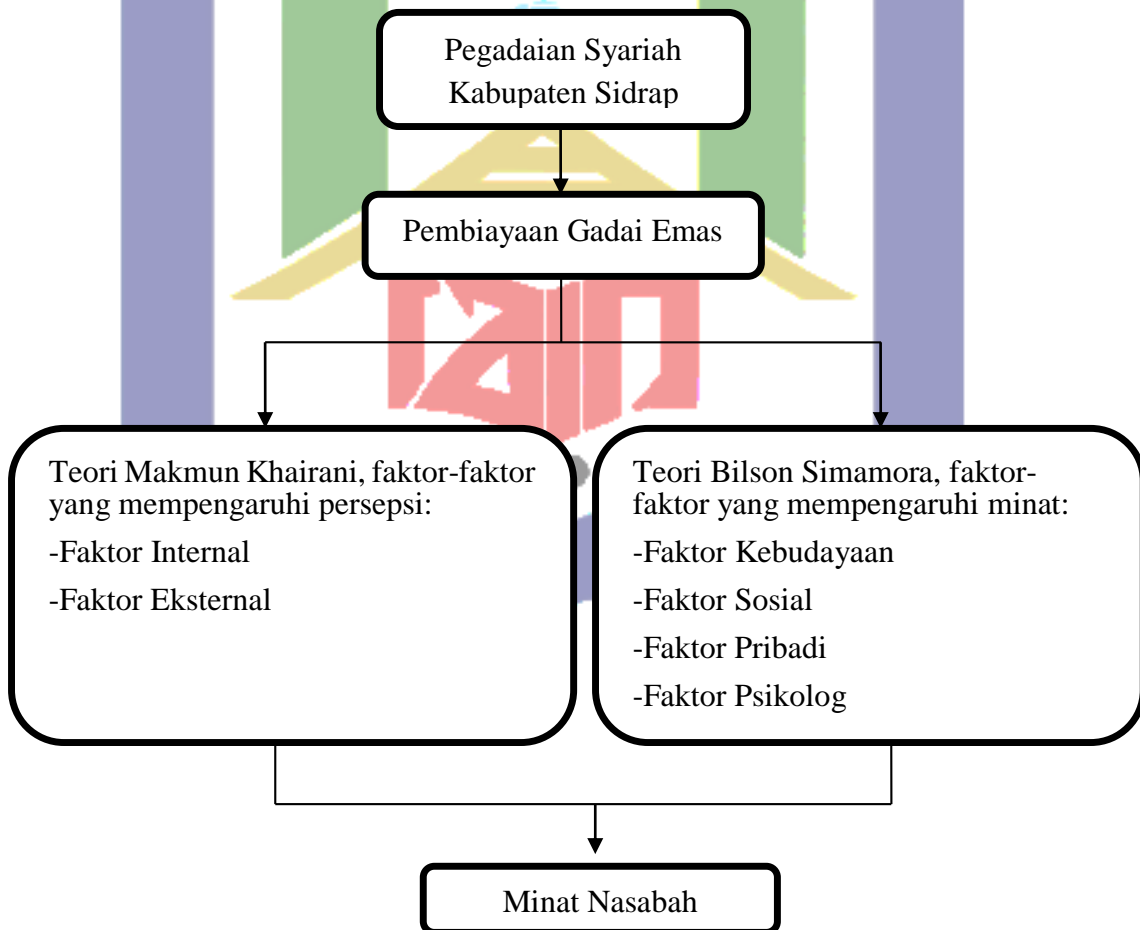 Pegadaian Syariah
Kabupaten Sidrap
Pembiayaan Gadai Emas
Teori Makmun Khairani, faktor-faktor
yang mempengaruhi persepsi:
-Faktor Internal
-Faktor Eksternal
Teori Bilson Simamora, faktor-
faktor yang mempengaruhi minat:
-Faktor Kebudayaan
-Faktor Sosial
-Faktor Pribadi
-Faktor Psikolog
Minat Nasabah